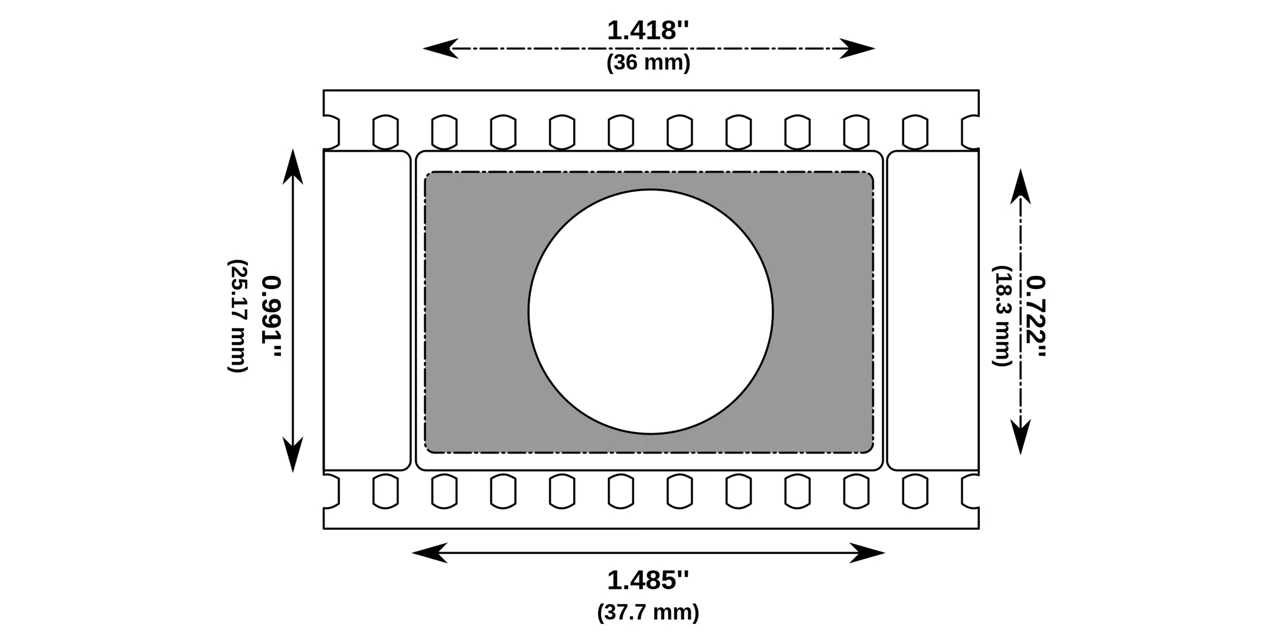 1.418"
(36 mm)
0.991"
(25.17 mm)
0.722"
(18.3 mm)
1.485"
(37.7 mm)